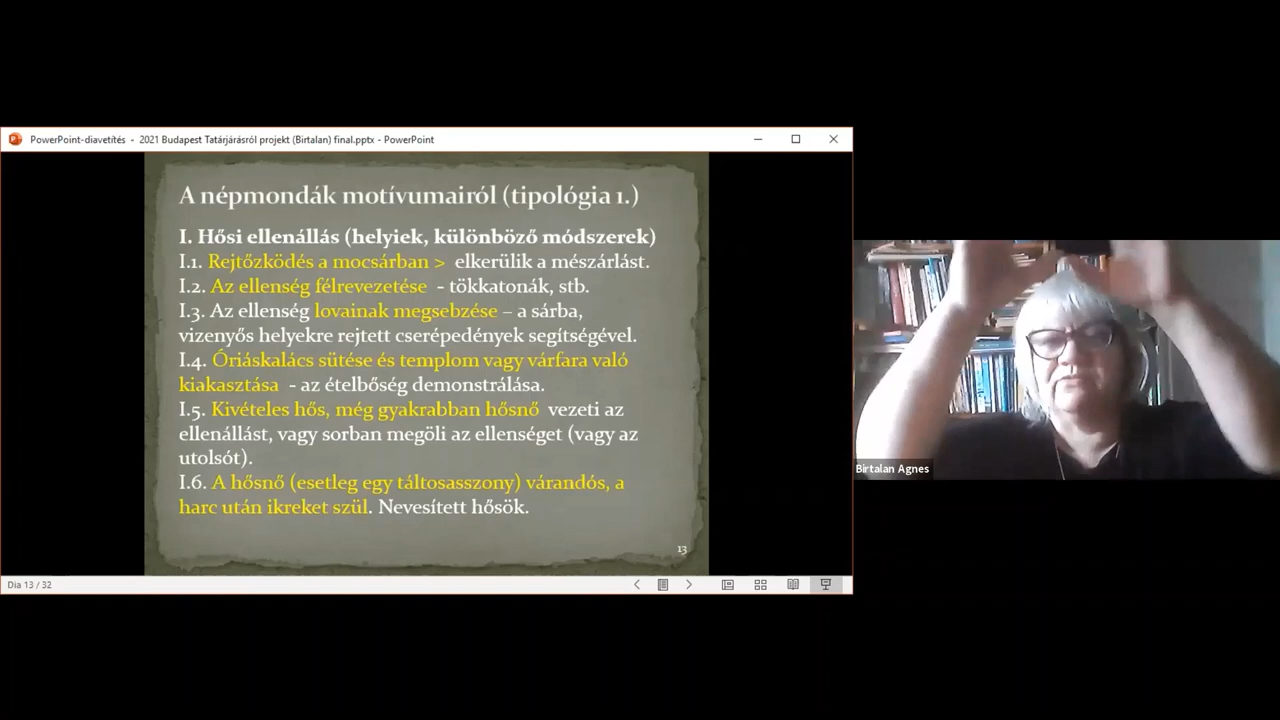 PowerPoint-diavetítés - 2021 Budapest Tatárjárásról projekt (Birtalan) final.pptx - PowerPoint
A népmondák motívumairól (tipológia 1.)
I. Hősi ellenállás (helyiek, különböző módszerek)
I.1. Rejtőzködés a mocsárban > elkerülik a mészárlást.
I.2. Az ellenség félrevezetése - tökkatonák, stb.
I.3. Az ellenség lovainak megsebzése – a sárba,
vizenyős helyekre rejtett cserépedények segítségével.
I.4. Óriáskalács sütése és templom vagy várfara való
kiakasztása - az ételbőség demonstrálása.
I.5. Kivételes hős, még gyakrabban hősnő vezeti az
ellenállást, vagy sorban megöli az ellenséget (vagy az
utolsót).
I.6. A hősnő (esetleg egy táltosasszony) várandós, a
harc után ikreket szül. Nevesített hősök.
13
Dia 13 / 32
Birtalan Agnes